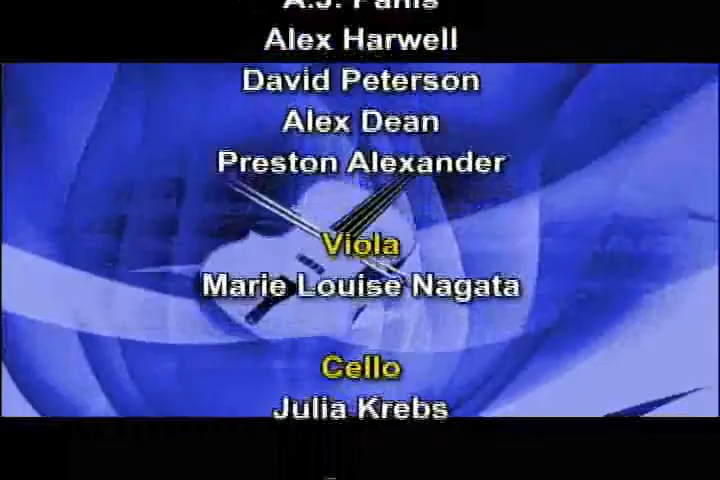 Alex Harwell
David Peterson
Alex Dean
Preston Alexander
Viola
Marie Louise Nagata
Cello
Julia Krebs